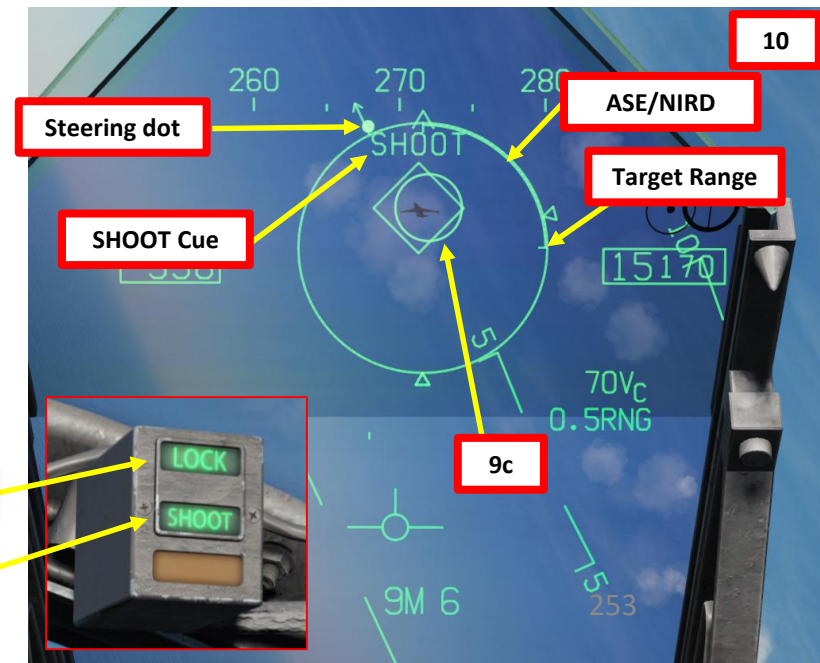 10
260 270 280
ASE/NIRD
Steering dot
SHOOT
Target Range
SHOOT Cue
15170
5
70Vc
0.5RNG
LOCK
9c
SHOOT
9M 6
5
253